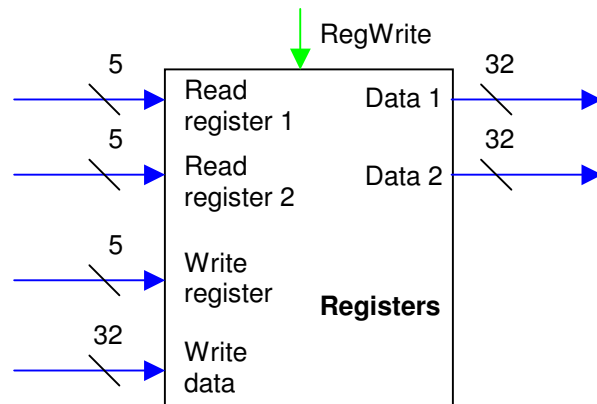 RegWrite
5
Read
register 1
Data 1
32
5
Read
register 2
Data 2
32
5
Write
register
Registers
32
Write
data